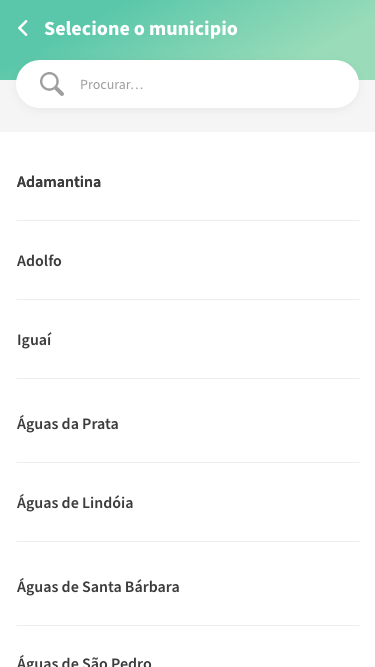 Selecione o municipio
Procurar...
Adamantina
Adolfo
Iguaí
Águas da Prata
Águas de Lindóia
Águas de Santa Bárbara
Águas de São Pedro